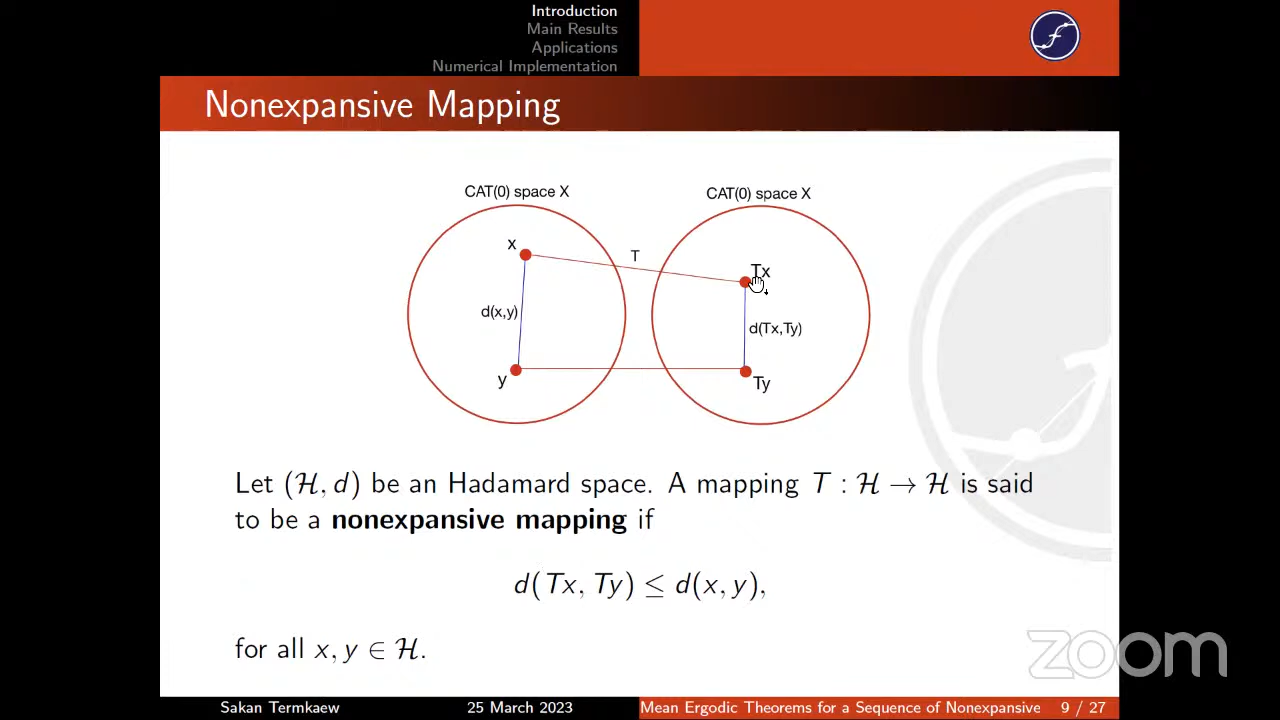 Introduction
Main Results
Applications
Numerical Implementation
Nonexpansive Mapping
CAT(0) space X
CAT(0) space X
x
T
Tx
d(x,y)
d(Tx,Ty)
y
Ty
Let (ℋ, d) be an Hadamard space. A mapping T : ℋ → ℋ is said
to be a nonexpansive mapping if
d(Tx, Ty) ≤ d(x, y),
for all x, y ∈ ℋ.
zoom
Sakan Termkaew
25 March 2023
Mean Ergodic Theorems for a Sequence of Nonexpansive
9 / 27